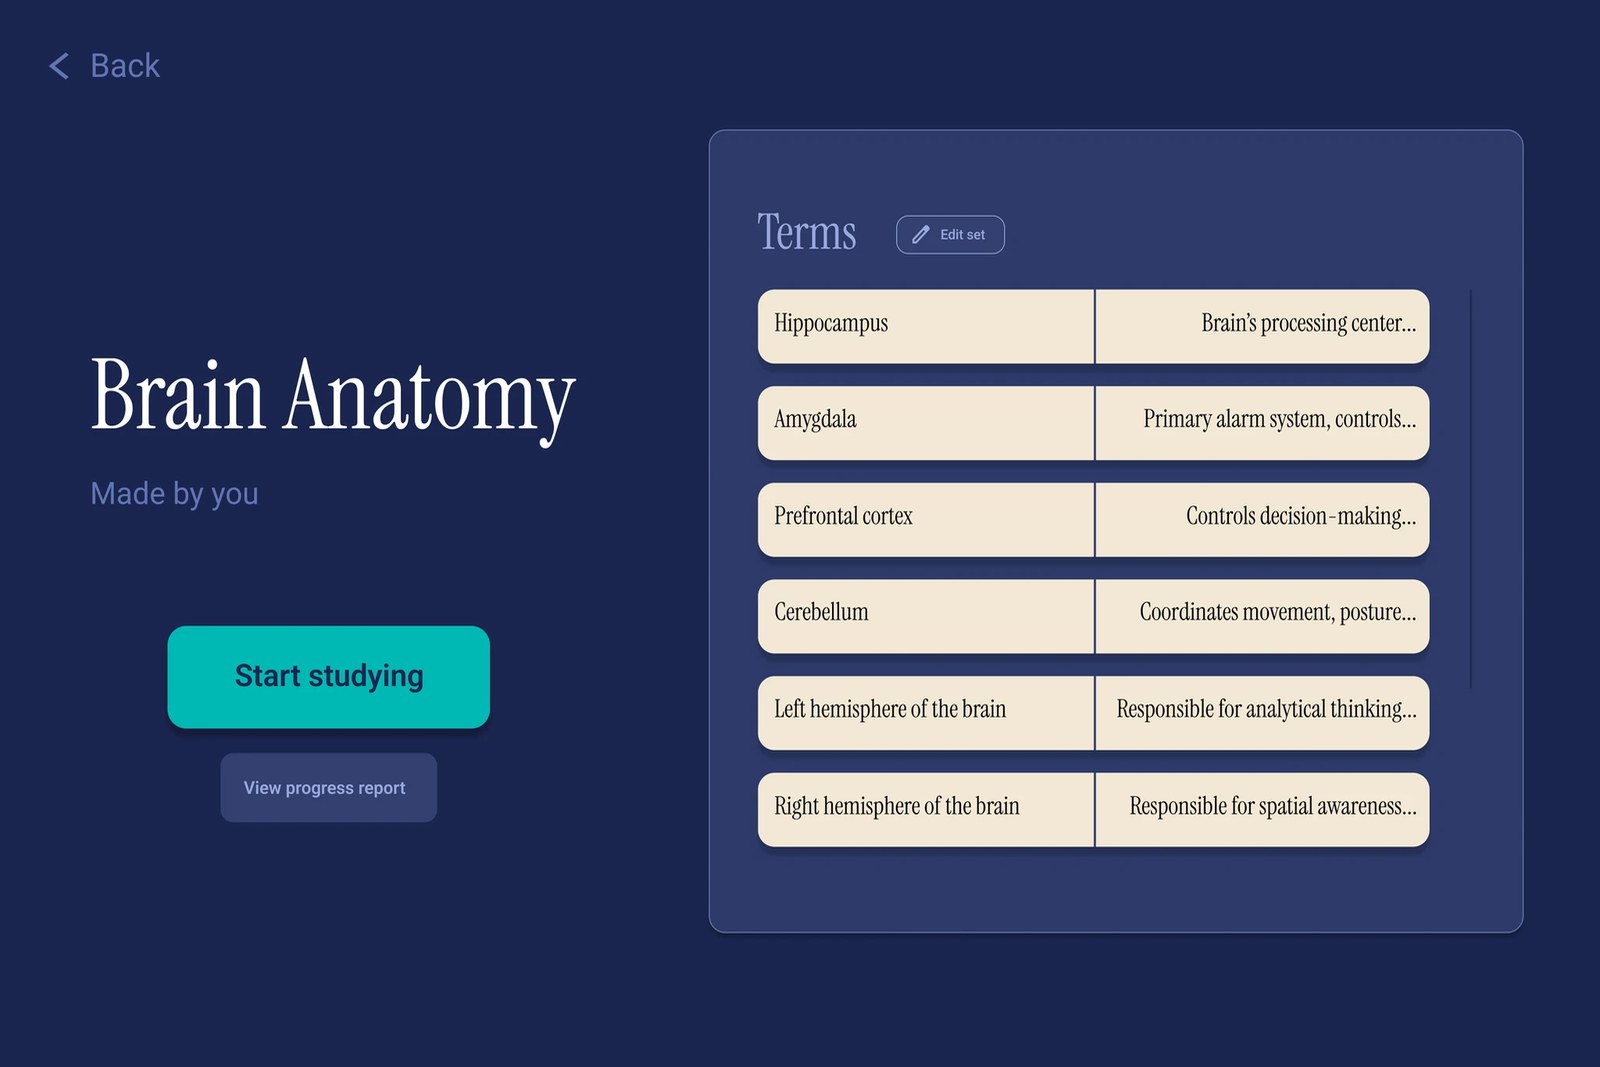 Back
Brain Anatomy
Made by you
Start studying
View progress report
Terms
Edit set
Hippocampus
Brain’s processing center...
Amygdala
Primary alarm system, controls...
Prefrontal cortex
Controls decision-making...
Cerebellum
Coordinates movement, posture...
Left hemisphere of the brain
Responsible for analytical thinking...
Right hemisphere of the brain
Responsible for spatial awareness...